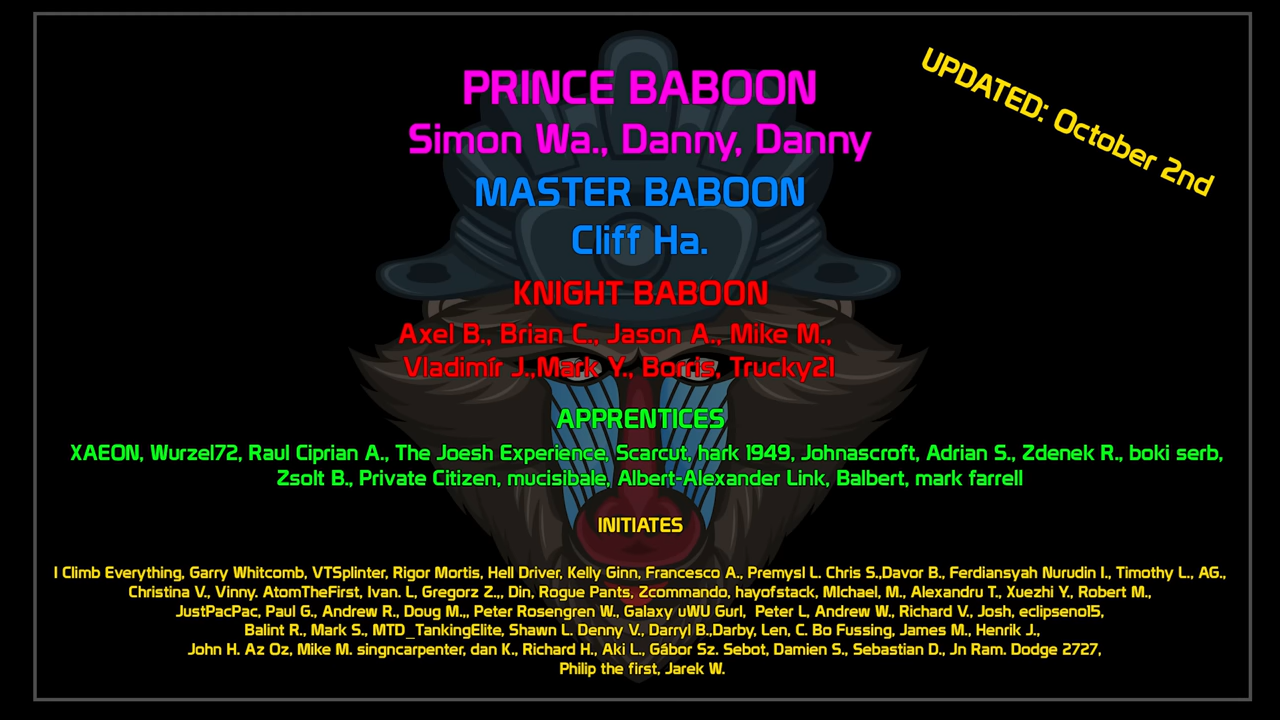 UPDATED: October 2nd
PRINCE BABOON
Simon Wa., Danny, Danny
MASTER BABOON
Cliff Ha.
KNIGHT BABOON
Axel B., Brian C., Jason A., Mike M.,
Vladimír J.,Mark Y., Borris, Trucky21
APPRENTICES
XAEON, Wurzel72, Raul Ciprian A., The Joesh Experience, Scarcut, hark 1949, Johnascroft, Adrian S., Zdenek R., boki serb,
Zsolt B., Private Citizen, mucisibale, Albert-Alexander Link, Balbert, mark farrell
INITIATES
I Climb Everything, Garry Whitcomb, VTSplinter, Rigor Mortis, Hell Driver, Kelly Ginn, Francesco A., Premysl L. Chris S.,Davor B., Ferdiansyah Nurudin I., Timothy L., AG.,
Christina V., Vinny. AtomTheFirst, Ivan. L, Gregorz Z.,, Din, Rogue Pants, Zcommando, hayofstack, MIchael, M., Alexandru T., Xuezhi Y., Robert M.,
JustPacPac, Paul G., Andrew R., Doug M.,, Peter Rosengren W., Galaxy uWU Gurl, Peter L, Andrew W., Richard V., Josh, eclipseno15,
Balint R., Mark S., MTD_TankingElite, Shawn L. Denny V., Darryl B.,Darby, Len, C. Bo Fussing, James M., Henrik J.,
John H. Az Oz, Mike M. singncarpenter, dan K., Richard H., Aki L., Gábor Sz. Sebot, Damien S., Sebastian D., Jn Ram. Dodge 2727,
Philip the first, Jarek W.